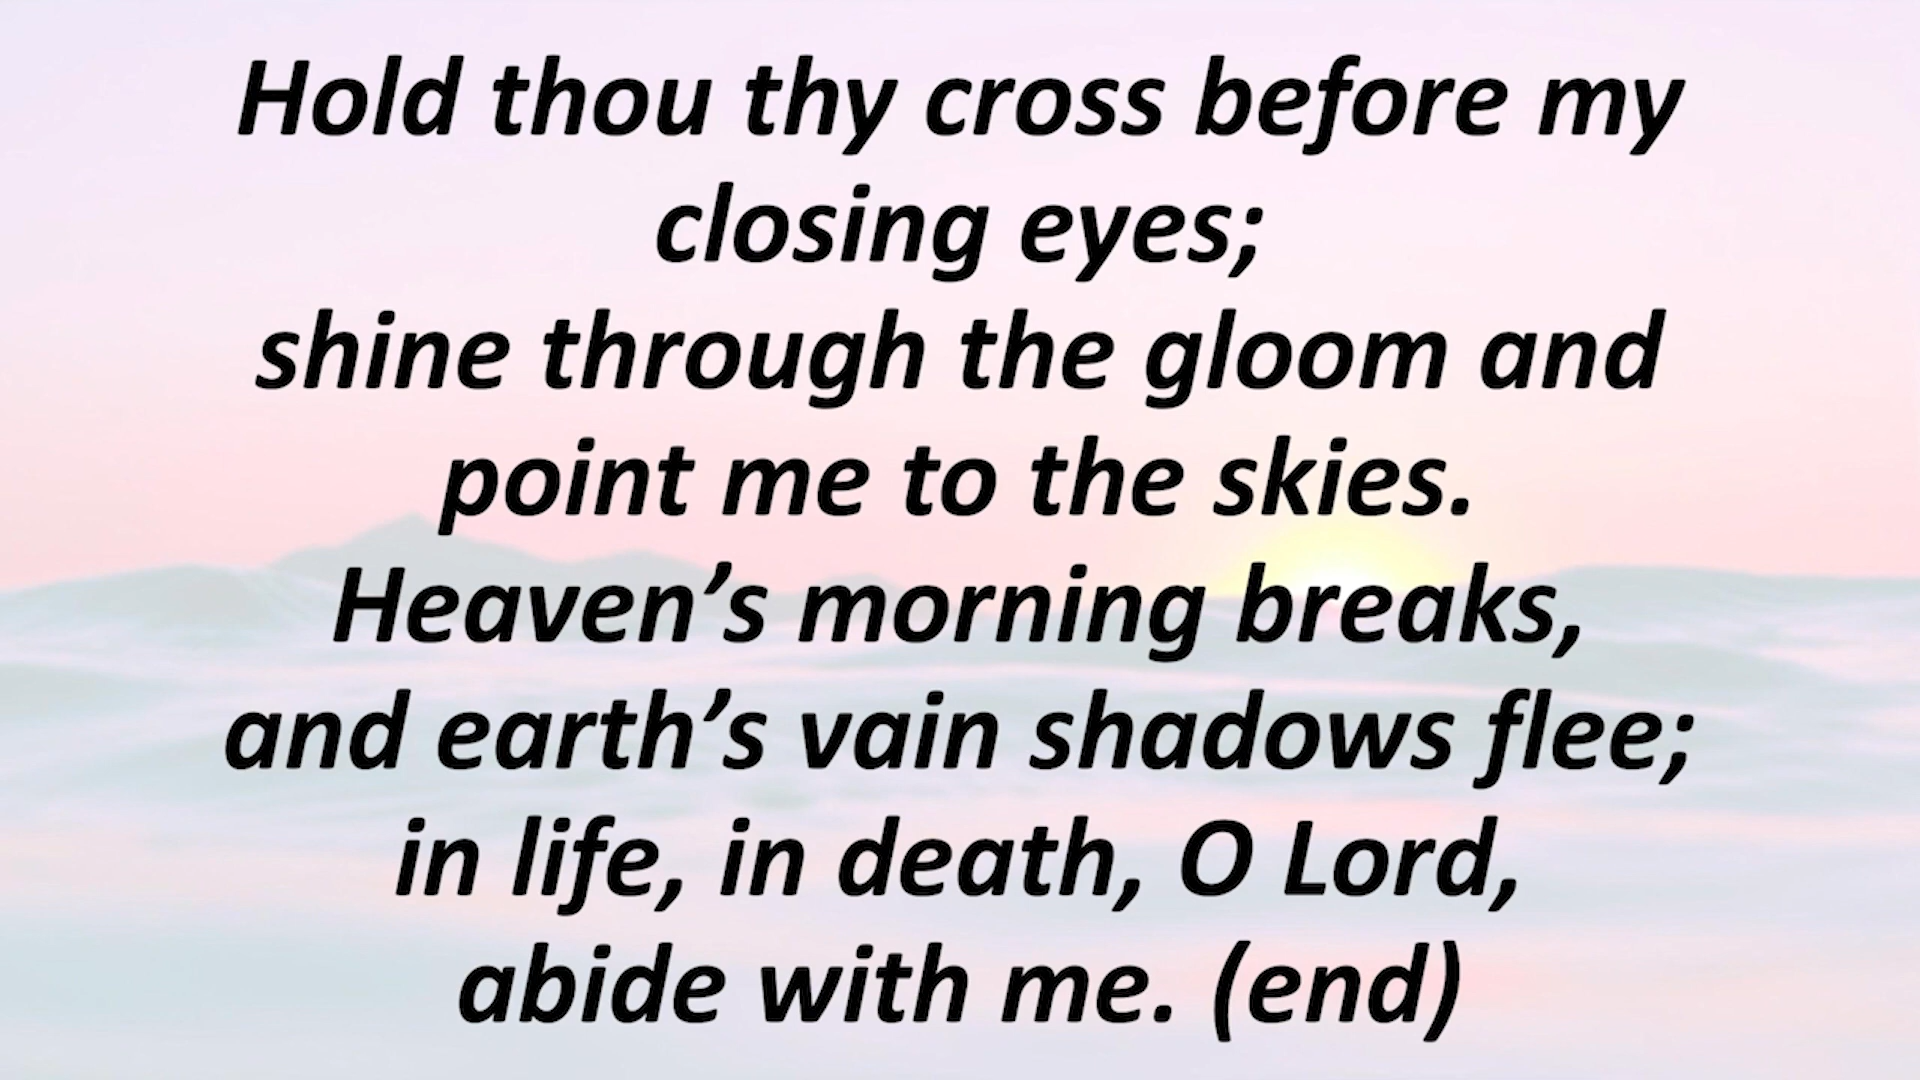 Hold thou thy cross before my
closing eyes;
shine through the gloom and
point me to the skies.
Heaven’s morning breaks,
and earth’s vain shadows flee;
in life, in death, O Lord,
abide with me. (end)